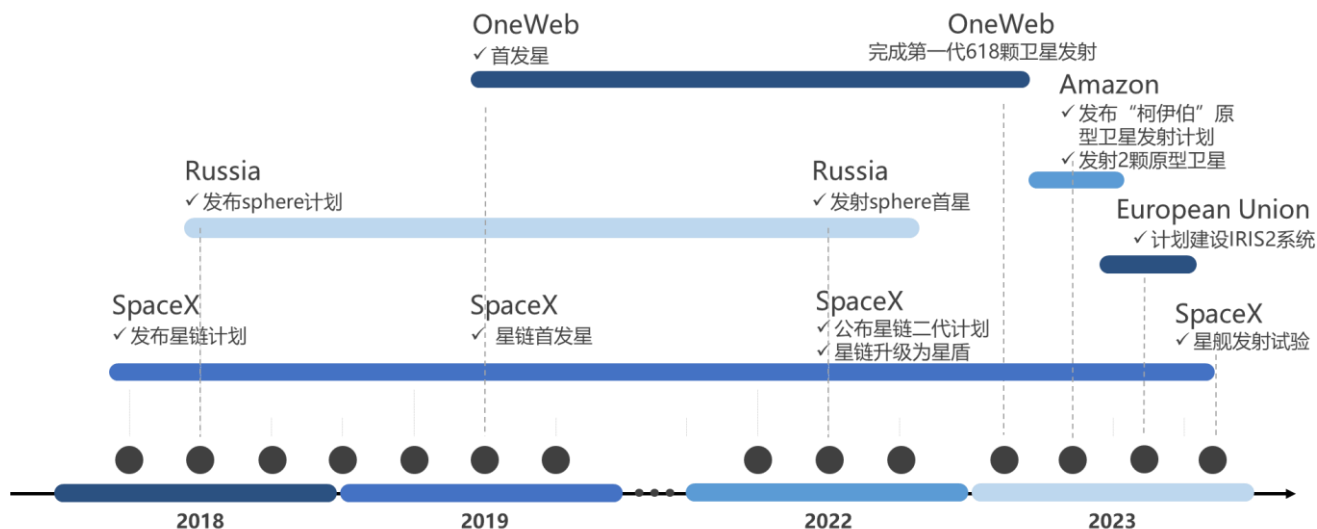 OneWeb
✓ 首发星
OneWeb
完成第一代618颗卫星发射
Amazon
✓ 发布“柯伊伯”原
型卫星发射计划
✓ 发射2颗原型卫星
Russia
✓ 发布sphere计划
Russia
✓ 发射sphere首星
European Union
✓ 计划建设IRIS2系统
SpaceX
✓ 发布星链计划
SpaceX
✓ 星链首发星
SpaceX
✓ 公布星链二代计划
✓ 星链升级为星盾
SpaceX
✓ 星舰发射试验
2018
2019
2022
2023